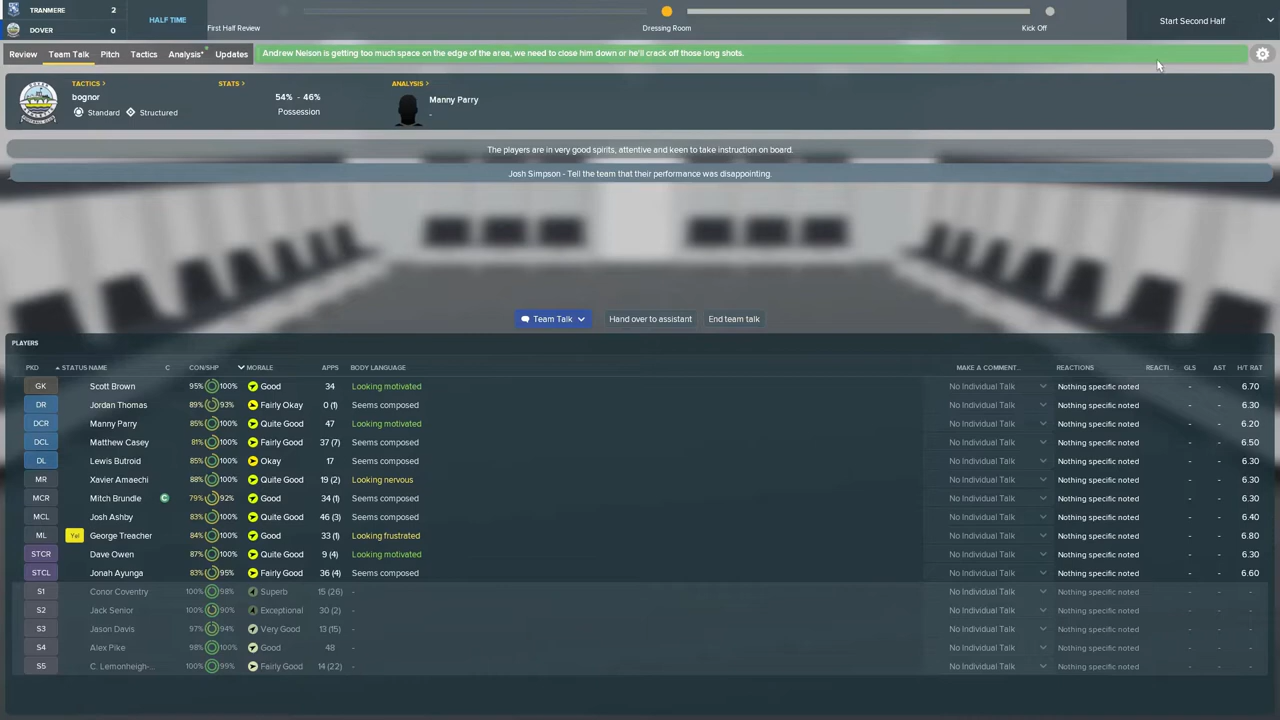 TRANMERE 2
DOVER 0
HALF TIME
First Half Review
Dressing Room
Kick Off
Start Second Half
Review Team Talk Pitch Tactics Analysis Updates
Andrew Nelson is getting too much space on the edge of the area, we need to close him down or he'll crack off those long shots.
TACTICS >
bognor
Standard Structured
STATS >
54% - 46%
Possession
ANALYSIS >
Manny Parry
-
The players are in very good spirits, attentive and keen to take instruction on board.
Josh Simpson - Tell the team that their performance was disappointing.
Team Talk Hand over to assistant End team talk
PLAYERS
PKD STATUS NAME C CON/SHP MORALE APPS BODY LANGUAGE MAKE A COMMENT... REACTIONS REACTI... GLS AST H/T RAT
GK Scott Brown 95% 100% Good 34 Looking motivated No Individual Talk Nothing specific noted - - 6.70
DR Jordan Thomas 89% 93% Fairly Okay 0 (1) Seems composed No Individual Talk Nothing specific noted - - 6.30
DCR Manny Parry 85% 100% Quite Good 47 Looking motivated No Individual Talk Nothing specific noted - - 6.20
DCL Matthew Casey 81% 100% Fairly Good 37 (7) Seems composed No Individual Talk Nothing specific noted - - 6.50
DL Lewis Butroid 85% 100% Okay 17 Seems composed No Individual Talk Nothing specific noted - - 6.30
MR Xavier Amaechi 88% 100% Quite Good 19 (2) Looking nervous No Individual Talk Nothing specific noted - - 6.30
MCR Mitch Brundle C 79% 92% Good 34 (1) Seems composed No Individual Talk Nothing specific noted - - 6.30
MCL Josh Ashby 83% 100% Quite Good 46 (3) Seems composed No Individual Talk Nothing specific noted - - 6.40
ML Yel George Treacher 84% 100% Good 33 (1) Looking frustrated No Individual Talk Nothing specific noted - - 6.80
STCR Dave Owen 87% 100% Quite Good 9 (4) Looking motivated No Individual Talk Nothing specific noted - - 6.30
STCL Jonah Ayunga 83% 95% Fairly Good 36 (4) Seems composed No Individual Talk Nothing specific noted - - 6.60
S1 Conor Coventry 100% 98% Superb 15 (26) - No Individual Talk Nothing specific noted - - -
S2 Jack Senior 100% 90% Exceptional 30 (2) - No Individual Talk Nothing specific noted - - -
S3 Jason Davis 97% 94% Very Good 13 (15) - No Individual Talk Nothing specific noted - - -
S4 Alex Pike 98% 100% Good 48 - No Individual Talk Nothing specific noted - - -
S5 C. Lemonheigh-... 100% 99% Fairly Good 14 (22) - No Individual Talk Nothing specific noted - - -